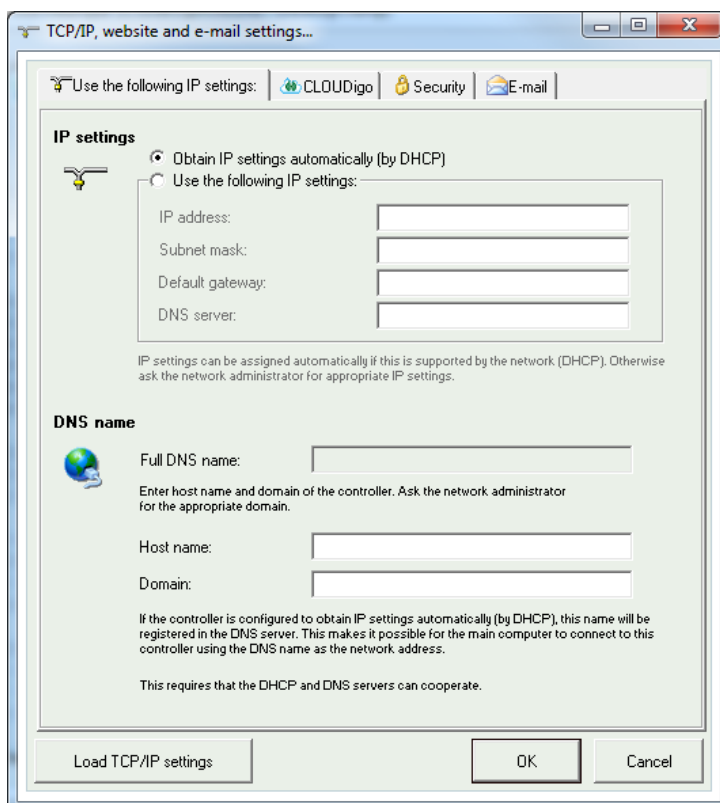 TCP/IP, website and e-mail settings...
Use the following IP settings:
CLOUDigo
Security
E-mail
IP settings
Obtain IP settings automatically (by DHCP)
Use the following IP settings:
IP address:
Subnet mask:
Default gateway:
DNS server:
IP settings can be assigned automatically if this is supported by the network (DHCP). Otherwise
ask the network administrator for appropriate IP settings.
DNS name
Full DNS name:
Enter host name and domain of the controller. Ask the network administrator
for the appropriate domain.
Host name:
Domain:
If the controller is configured to obtain IP settings automatically (by DHCP), this name will be
registered in the DNS server. This makes it possible for the main computer to connect to this
controller using the DNS name as the network address.
This requires that the DHCP and DNS servers can cooperate.
Load TCP/IP settings
OK
Cancel